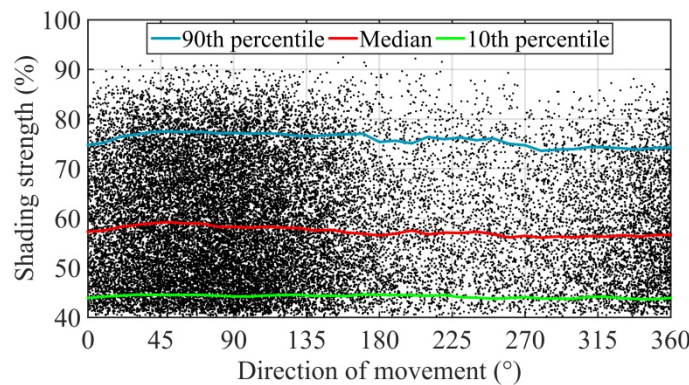 100
90th percentile Median 10th percentile
90
80
70
60
50
40
Shading strength (%)
0 45 90 135 180 225 270 315 360
Direction of movement (°)